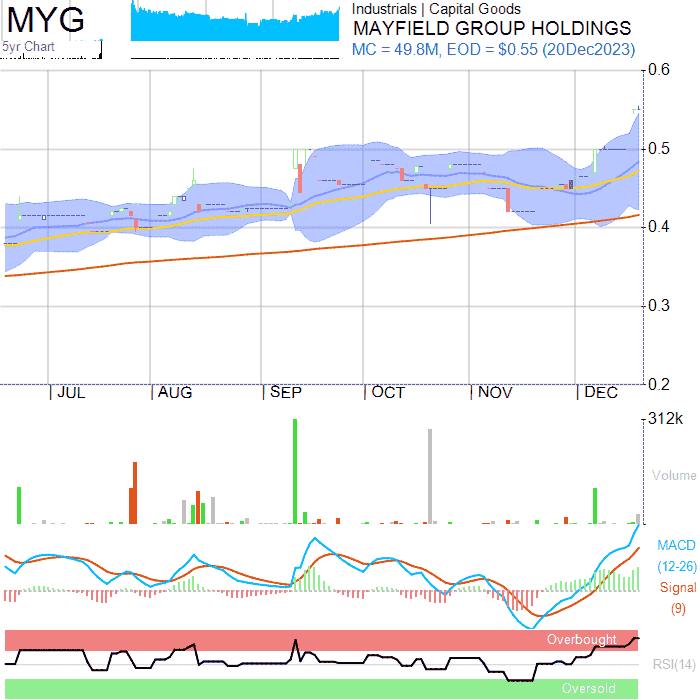 MYG
5yr Chart
Industrials | Capital Goods
MAYFIELD GROUP HOLDINGS
MC = 49.8M, EOD = $0.55 (20Dec2023)
0.6
0.5
0.4
0.3
0.2
JUL AUG SEP OCT NOV DEC
312k
Volume
MACD
(12-26)
Signal
(9)
Overbought
RSI(14)
Oversold